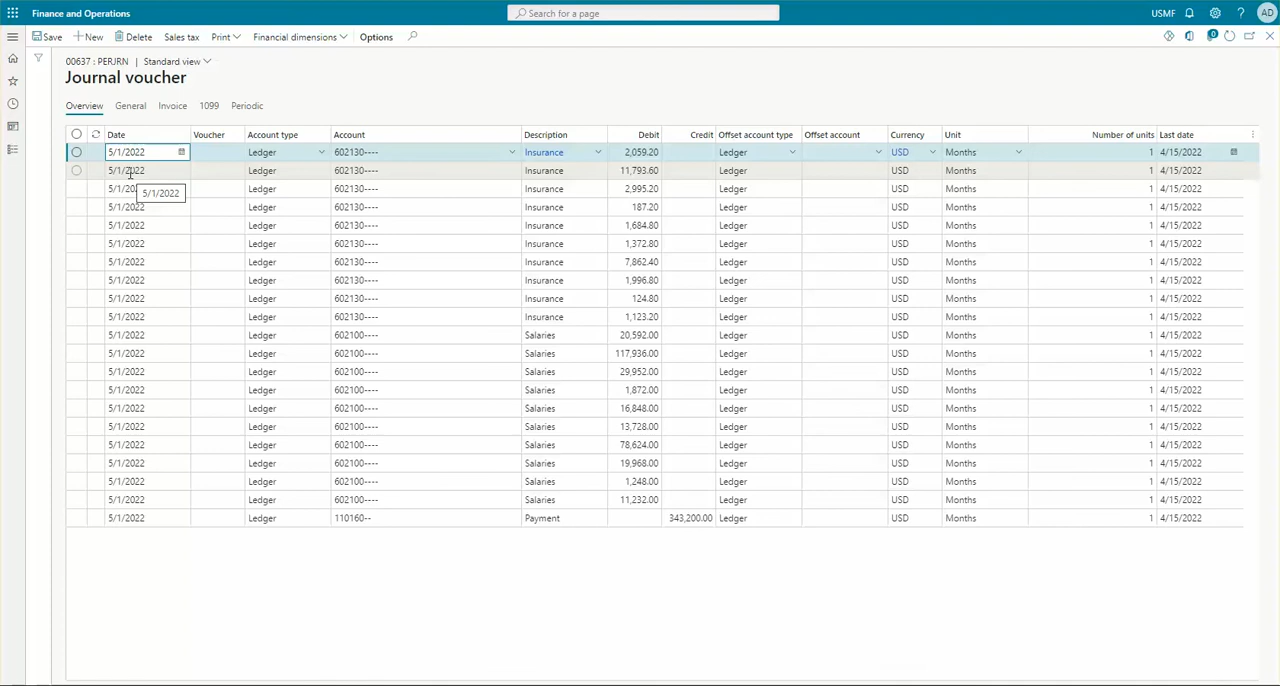 Finance and Operations Search for a page USMF ? AD
Save New Delete Sales tax Print Financial dimensions Options 0
00637 : PERJRN | Standard view
Journal voucher
Overview General Invoice 1099 Periodic
Date Voucher Account type Account Description Debit Credit Offset account type Offset account Currency Unit Number of units Last date
5/1/2022 Ledger 602130---- Insurance 2,059.20 Ledger USD Months 1 4/15/2022
5/1/2022 Ledger 602130---- Insurance 11,793.60 Ledger USD Months 1 4/15/2022
5/1/2022 Ledger 602130---- Insurance 2,995.20 Ledger USD Months 1 4/15/2022
5/1/2022
5/1/2022 Ledger 602130---- Insurance 187.20 Ledger USD Months 1 4/15/2022
5/1/2022 Ledger 602130---- Insurance 1,684.80 Ledger USD Months 1 4/15/2022
5/1/2022 Ledger 602130---- Insurance 1,372.80 Ledger USD Months 1 4/15/2022
5/1/2022 Ledger 602130---- Insurance 7,862.40 Ledger USD Months 1 4/15/2022
5/1/2022 Ledger 602130---- Insurance 1,996.80 Ledger USD Months 1 4/15/2022
5/1/2022 Ledger 602130---- Insurance 124.80 Ledger USD Months 1 4/15/2022
5/1/2022 Ledger 602130---- Insurance 1,123.20 Ledger USD Months 1 4/15/2022
5/1/2022 Ledger 602100---- Salaries 20,592.00 Ledger USD Months 1 4/15/2022
5/1/2022 Ledger 602100---- Salaries 117,936.00 Ledger USD Months 1 4/15/2022
5/1/2022 Ledger 602100---- Salaries 29,952.00 Ledger USD Months 1 4/15/2022
5/1/2022 Ledger 602100---- Salaries 1,872.00 Ledger USD Months 1 4/15/2022
5/1/2022 Ledger 602100---- Salaries 16,848.00 Ledger USD Months 1 4/15/2022
5/1/2022 Ledger 602100---- Salaries 13,728.00 Ledger USD Months 1 4/15/2022
5/1/2022 Ledger 602100---- Salaries 78,624.00 Ledger USD Months 1 4/15/2022
5/1/2022 Ledger 602100---- Salaries 19,968.00 Ledger USD Months 1 4/15/2022
5/1/2022 Ledger 602100---- Salaries 1,248.00 Ledger USD Months 1 4/15/2022
5/1/2022 Ledger 602100---- Salaries 11,232.00 Ledger USD Months 1 4/15/2022
5/1/2022 Ledger 110160-- Payment 343,200.00 Ledger USD Months 1 4/15/2022